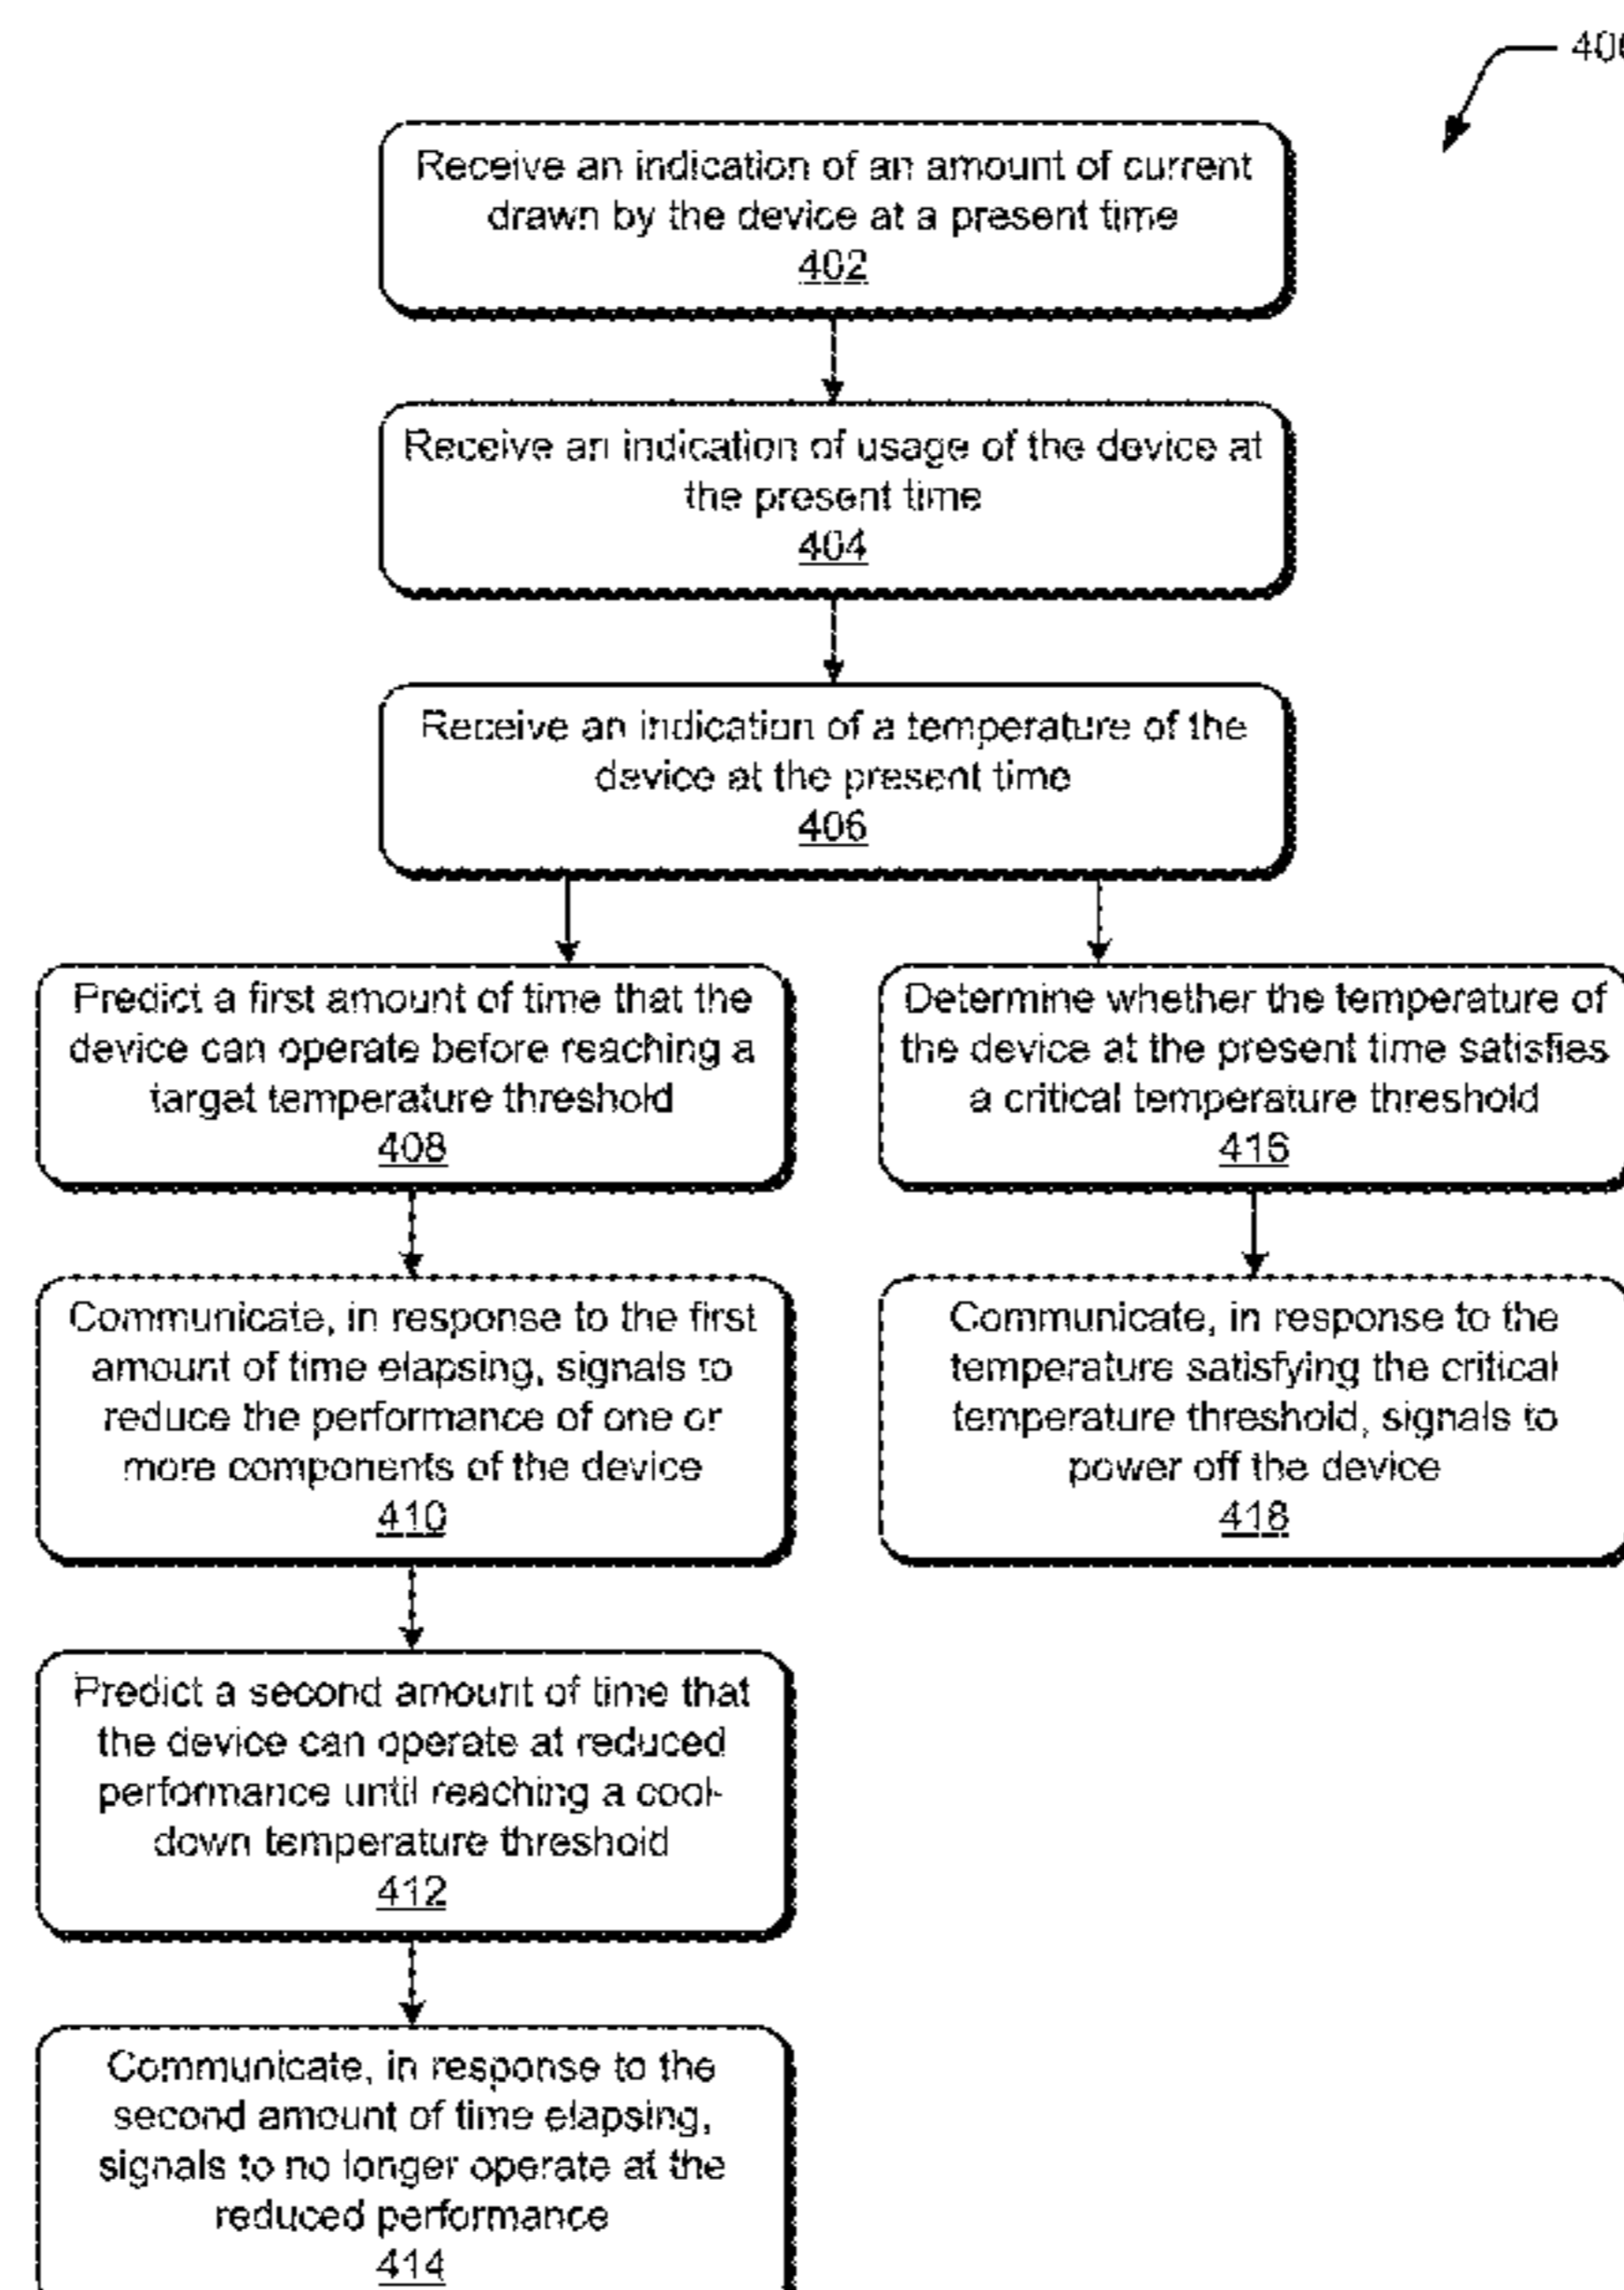 Receive an indication of an amount of current
drawn by the device at a present time
402
Receive an indication of usage of the device at
the present time
404
Receive an indication of a temperature of the
device at the present time
406
Predict a first amount of time that the
device can operate before reaching a
target temperature threshold
408
Communicate, in response to the first
amount of time elapsing, signals to
reduce the performance of one or
more components of the device
410
Predict a second amount of time that
the device can operate at reduced
performance until reaching a cool-
down temperature threshold
412
Communicate, in response to the
second amount of time elapsing,
signals to no longer operate at the
reduced performance
414
Determine whether the temperature of
the device at the present time satisfies
a critical temperature threshold
416
Communicate, in response to the
temperature satisfying the critical
temperature threshold, signals to
power off the device
418